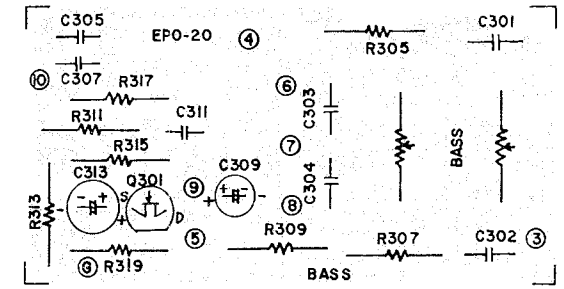 C305
EPO-20
④
C301
R305
⑩
C307
R317
⑥
C303
R311
C311
⑦
BASS
R315
C313
Q301
C309
C304
R313
- - +
S
+
D
⑨
+
+ -
-
⑧
R309
R307
C302
③
⑤
G
R319
BASS